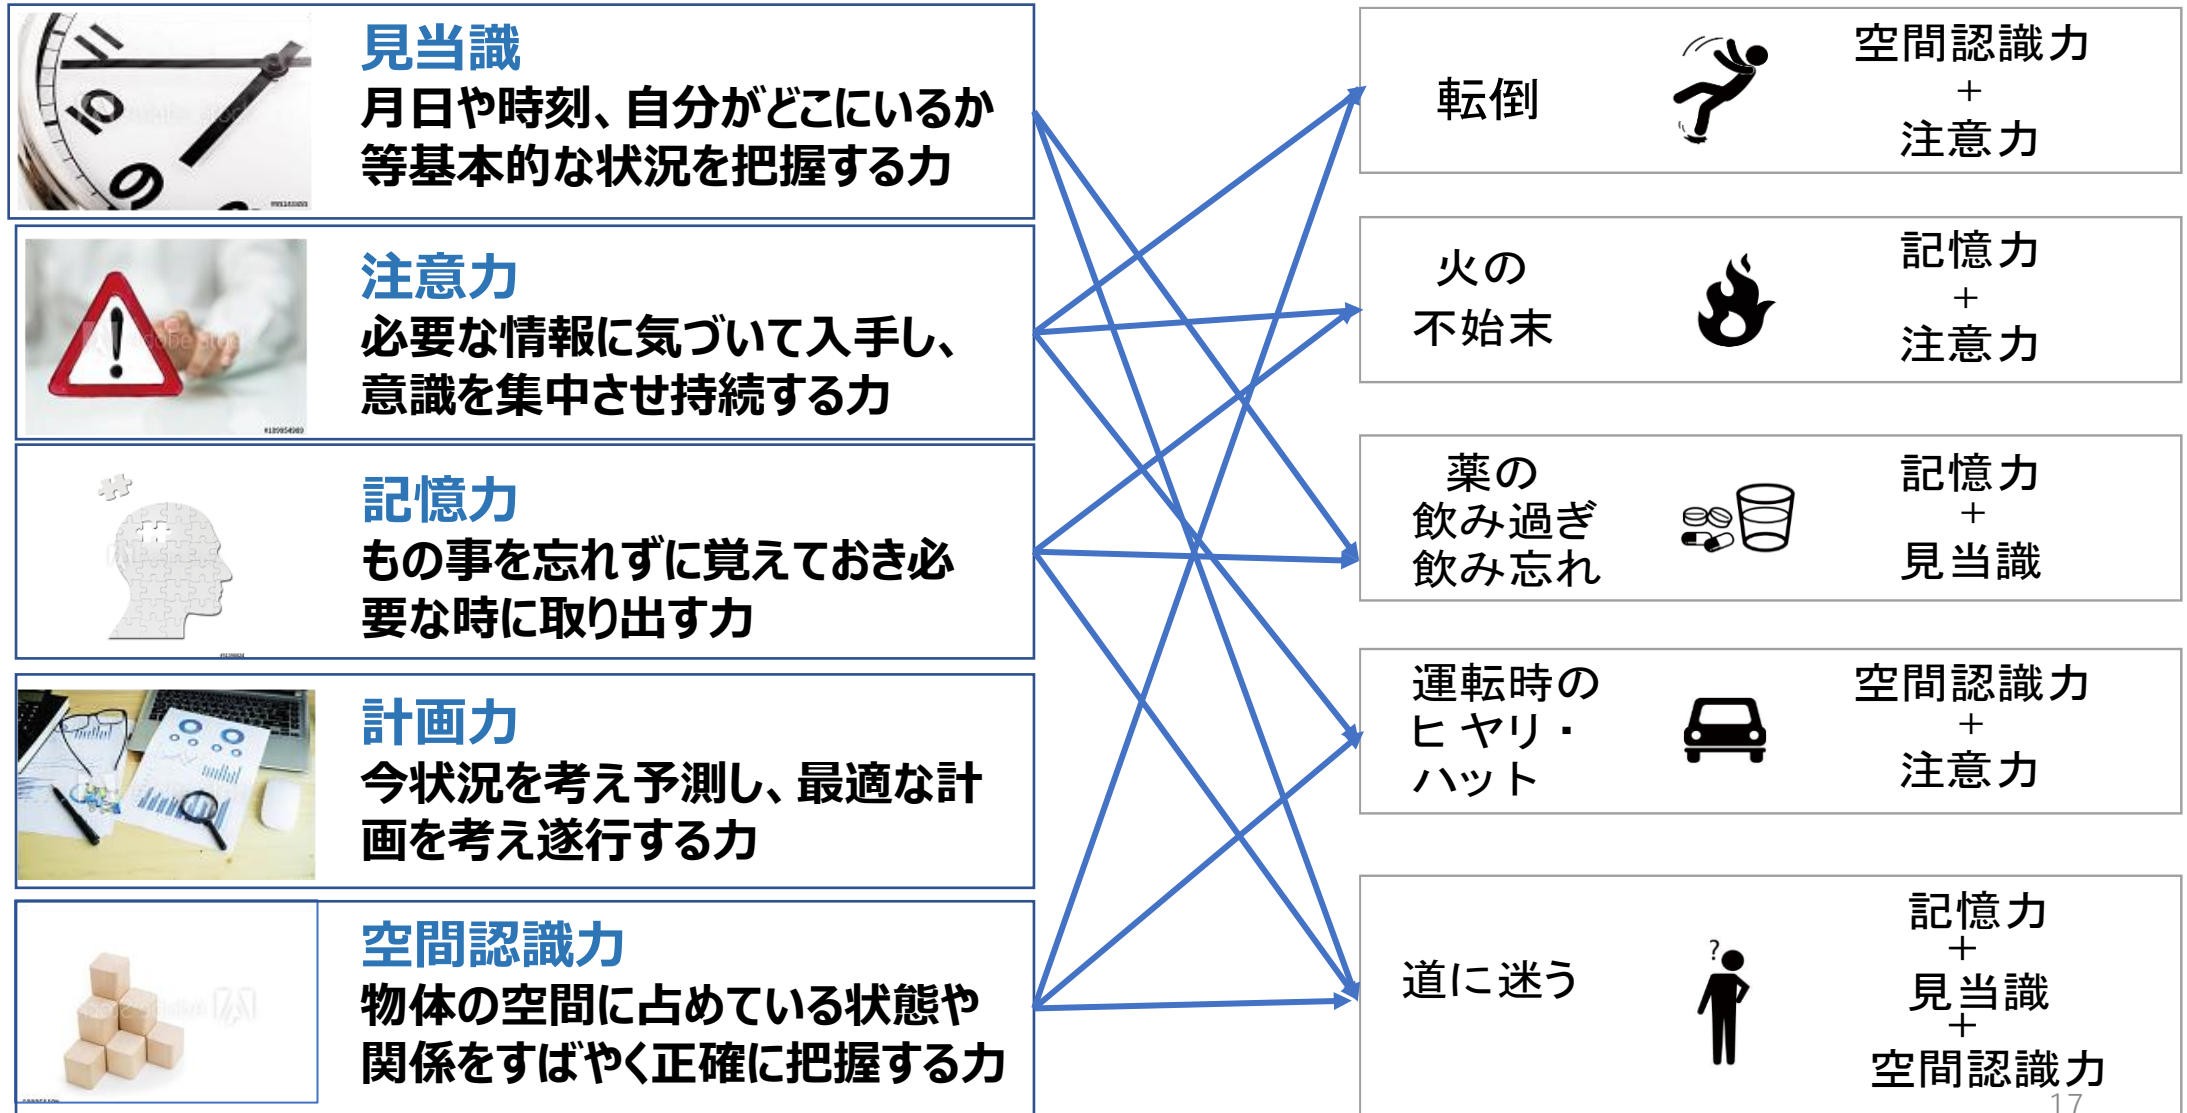 見当識
月日や時刻、自分がどこにいるか
等基本的な状況を把握する力
注意力
必要な情報に気づいて入手し、
意識を集中させ持続する力
記憶力
もの事を忘れずに覚えておき必
要な時に取り出す力
計画力
今状況を考え予測し、最適な計
画を考え遂行する力
空間認識力
物体の空間に占めている状態や
関係をすばやく正確に把握する力
転倒
空間認識力
+
注意力
火の
不始末
記憶力
+
注意力
薬の
飲み過ぎ
飲み忘れ
記憶力
+
見当識
運転時の
ヒヤリ・
ハット
空間認識力
+
注意力
道に迷う
?
記憶力
+
見当識
+
空間認識力
17
11
10
9
!